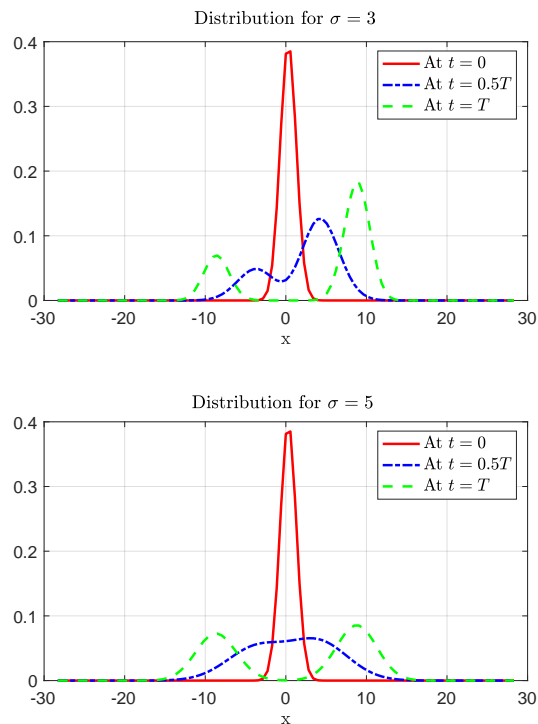 Distribution for σ = 3
0.4
0.3
0.2
0.1
0
-30 -20 -10 0 10 20 30
x
At t = 0
At t = 0.5T
At t = T
Distribution for σ = 5
0.4
0.3
0.2
0.1
0
-30 -20 -10 0 10 20 30
x
At t = 0
At t = 0.5T
At t = T